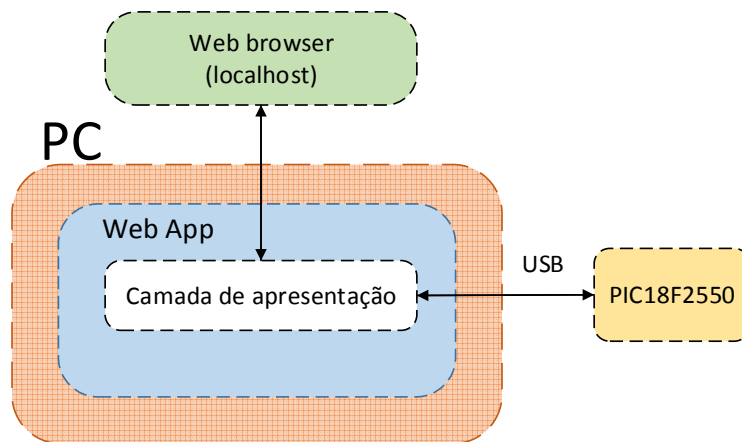 Web browser
(localhost)
PC
Web App
Camada de apresentação
USB
PIC18F2550